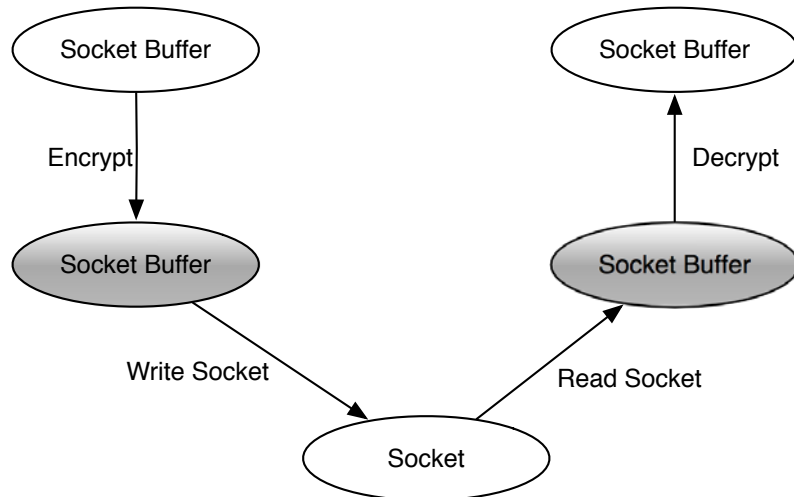 Socket Buffer
Socket Buffer
Encrypt
Decrypt
Socket Buffer
Socket Buffer
Write Socket
Read Socket
Socket